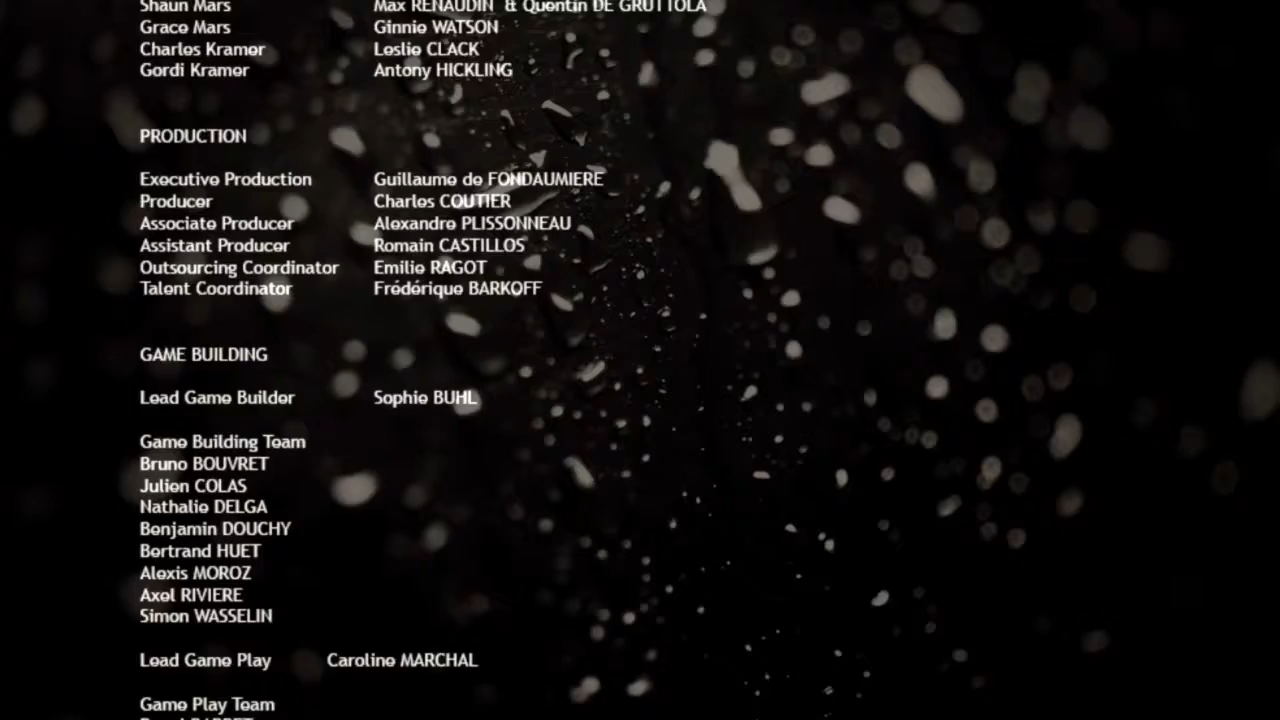 Shaun Mars Max RENAUDIN & Quentin DE GRUTTOLA
Grace Mars Ginnie WATSON
Charles Kramer Leslie CLACK
Gordi Kramer Antony HICKLING
PRODUCTION
Executive Production Guillaume de FONDAUMIERE
Producer Charles COUTIER
Associate Producer Alexandre PLISSONNEAU
Assistant Producer Romain CASTILLOS
Outsourcing Coordinator Emilie RAGOT
Talent Coordinator Frédérique BARKOFF
GAME BUILDING
Lead Game Builder Sophie BUHL
Game Building Team
Bruno BOUVRET
Julien COLAS
Nathalie DELGA
Benjamin DOUCHY
Bertrand HUET
Alexis MOROZ
Axel RIVIERE
Simon WASSELIN
Lead Game Play Caroline MARCHAL
Game Play Team